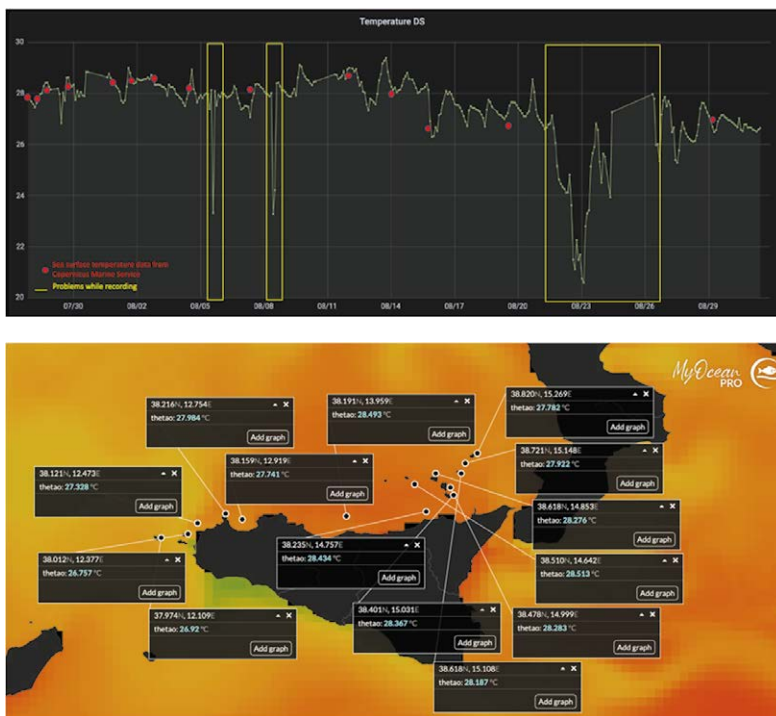 Temperature DS
30
28
26
24
22
20
Sea surface temperature data from
Copernicus Marine Service
Problems while recording
07/30
08/02
08/05
08/08
08/11
08/14
08/17
08/20
08/23
08/26
08/29
MyOcean
PRO
38.216N, 12.754E
thetao: 27.984 °C
Add graph
38.191N, 13.959E
thetao: 28.493 °C
Add graph
38.820N, 15.269E
thetao: 27.782 °C
Add graph
38.121N, 12.473E
thetao: 27.328 °C
Add graph
38.159N, 12.919E
thetao: 27.741 °C
Add graph
38.721N, 15.148E
thetao: 27.922 °C
Add graph
38.618N, 14.853E
thetao: 28.276 °C
Add graph
38.012N, 12.377E
thetao: 26.757 °C
Add graph
38.235N, 14.757E
thetao: 28.434 °C
Add graph
38.510N, 14.642E
thetao: 28.513 °C
Add graph
37.974N, 12.109E
thetao: 26.92 °C
Add graph
38.401N, 15.031E
thetao: 28.367 °C
Add graph
38.478N, 14.999E
thetao: 28.283 °C
Add graph
38.618N, 15.108E
thetao: 28.187 °C
Add graph